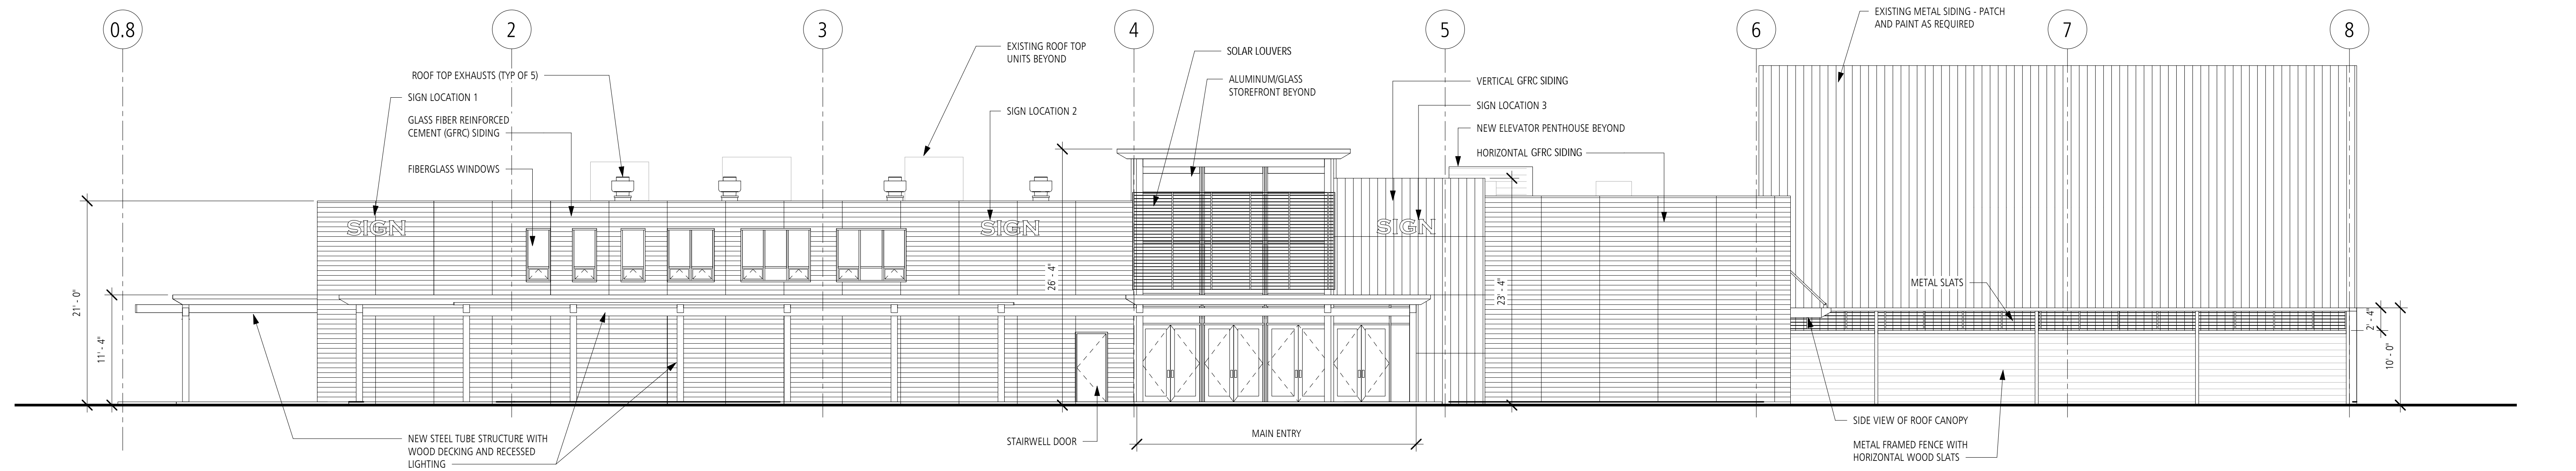 0.8
2
3
4
5
6
7
8
EXISTING METAL SIDING - PATCH
AND PAINT AS REQUIRED
EXISTING ROOF TOP
UNITS BEYOND
SOLAR LOUVERS
ROOF TOP EXHAUSTS (TYP OF 5)
ALUMINUM/GLASS
STOREFRONT BEYOND
VERTICAL GFRC SIDING
SIGN LOCATION 1
SIGN LOCATION 2
SIGN LOCATION 3
GLASS FIBER REINFORCED
CEMENT (GFRC) SIDING
NEW ELEVATOR PENTHOUSE BEYOND
HORIZONTAL GFRC SIDING
FIBERGLASS WINDOWS
SIGN
SIGN
SIGN
26' - 4"
23' - 4"
21' - 0"
11' - 4"
METAL SLATS
2' - 4"
10' - 0"
NEW STEEL TUBE STRUCTURE WITH
WOOD DECKING AND RECESSED
LIGHTING
STAIRWELL DOOR
MAIN ENTRY
SIDE VIEW OF ROOF CANOPY
METAL FRAMED FENCE WITH
HORIZONTAL WOOD SLATS